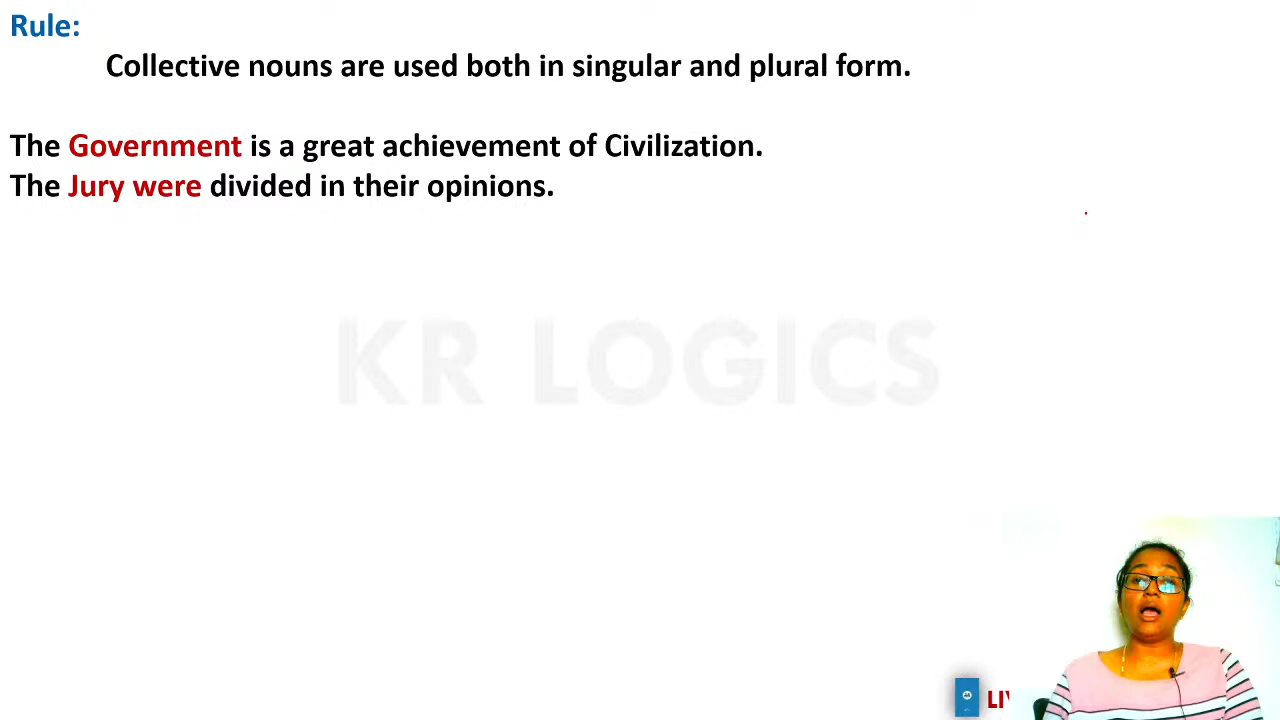 Rule:
Collective nouns are used both in singular and plural form.
The Government is a great achievement of Civilization.
The Jury were divided in their opinions.
KR LOGICS